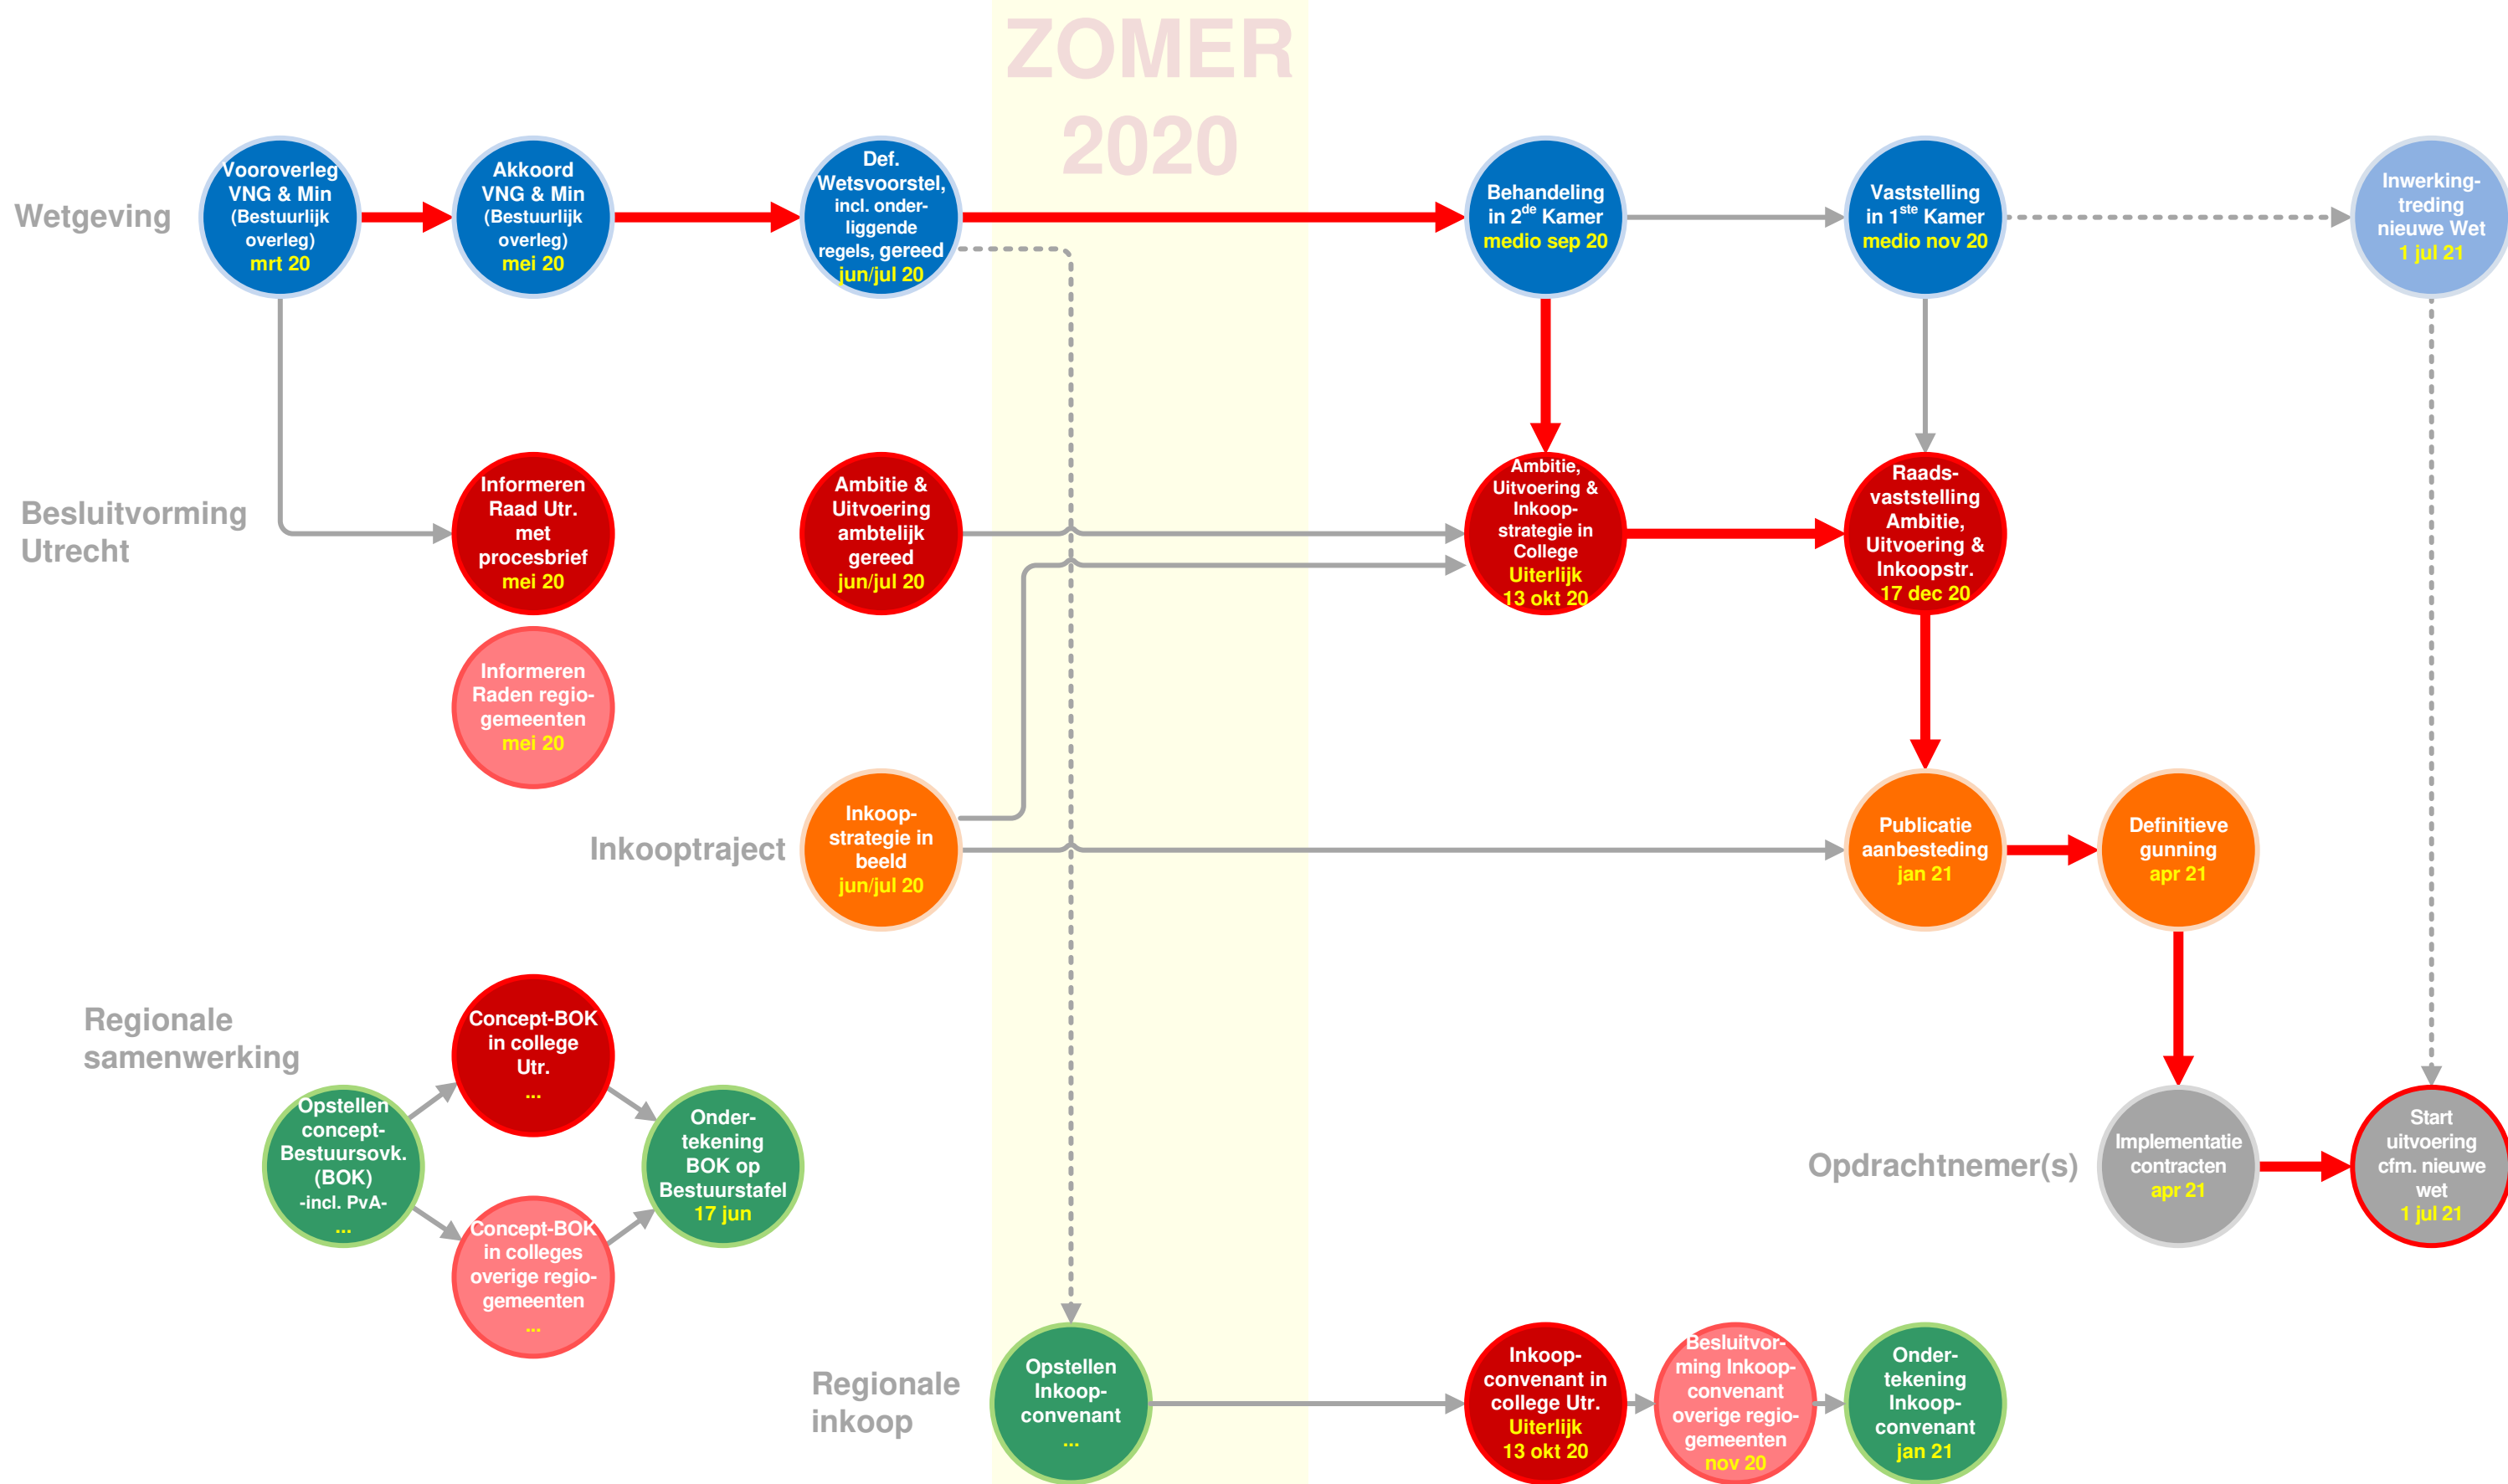 ZOMER
2020
Wetgeving
Vooroverleg
VNG & Min
(Bestuurlijk
overleg)
mrt 20
Akkoord
VNG & Min
(Bestuurlijk
overleg)
mei 20
Def.
Wetsvoorstel,
incl. onder-
liggende
regels, gereed
jun/jul 20
Behandeling
in 2de Kamer
medio sep 20
Vaststelling
in 1ste Kamer
medio nov 20
Inwerking-
treding
nieuwe Wet
1 jul 21
Besluitvorming
Utrecht
Informeren
Raad Utr.
met
procesbrief
mei 20
Ambitie &
Uitvoering
ambtelijk
gereed
jun/jul 20
Ambitie,
Uitvoering &
Inkoop-
strategie in
College
Uiterlijk
13 okt 20
Raads-
vaststelling
Ambitie,
Uitvoering &
Inkoopstr.
17 dec 20
Informeren
Raden regio-
gemeenten
mei 20
Inkooptraject
Inkoop-
strategie in
beeld
jun/jul 20
Publicatie
aanbesteding
jan 21
Definitieve
gunning
apr 21
Regionale
samenwerking
Opstellen
concept-
Bestuursovk.
(BOK)
-incl. PvA-
...
Concept-BOK
in college
Utr.
...
Concept-BOK
in colleges
overige regio-
gemeenten
...
Onder-
tekening
BOK op
Bestuurstafel
17 jun
Opdrachtnemer(s)
Implementatie
contracten
apr 21
Start
uitvoering
cfm. nieuwe
wet
1 jul 21
Regionale
inkoop
Opstellen
Inkoop-
convenant
...
Inkoop-
convenant in
college Utr.
Uiterlijk
13 okt 20
Besluitvor-
ming Inkoop-
convenant
overige regio-
gemeenten
nov 20
Onder-
tekening
Inkoop-
convenant
jan 21